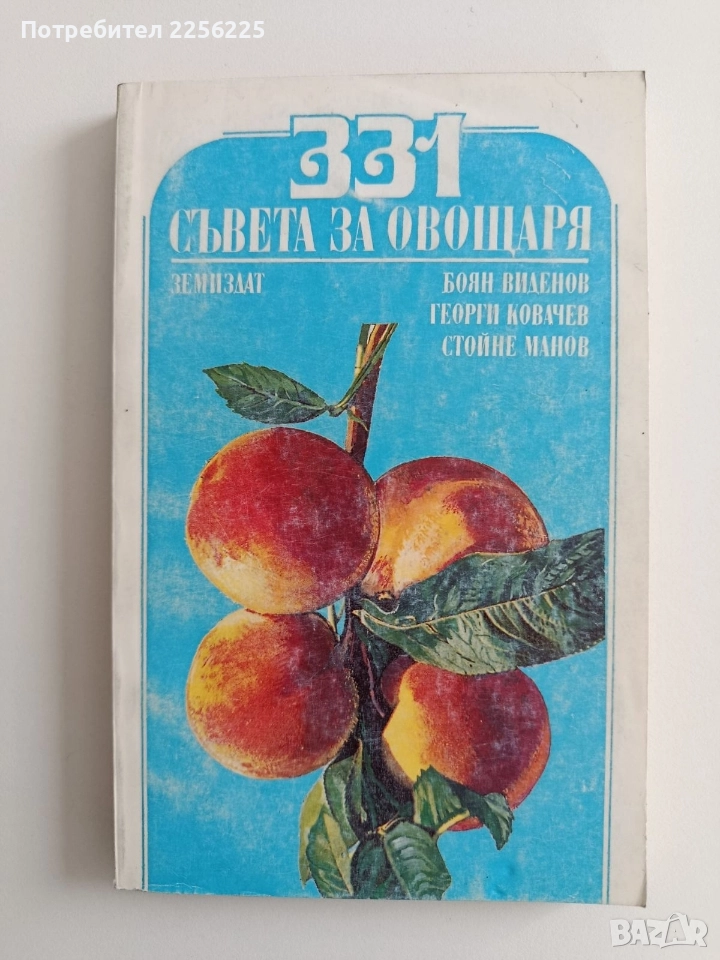 Потребител 2256225
331
СЪВЕТА ЗА ОВОЩАРЯ
ЗЕМИЗДАТ
БОЯН ВИДЕНОВ
ГЕОРГИ КОВАЧЕВ
СТОЙНЕ МАНОВ
BAZAR